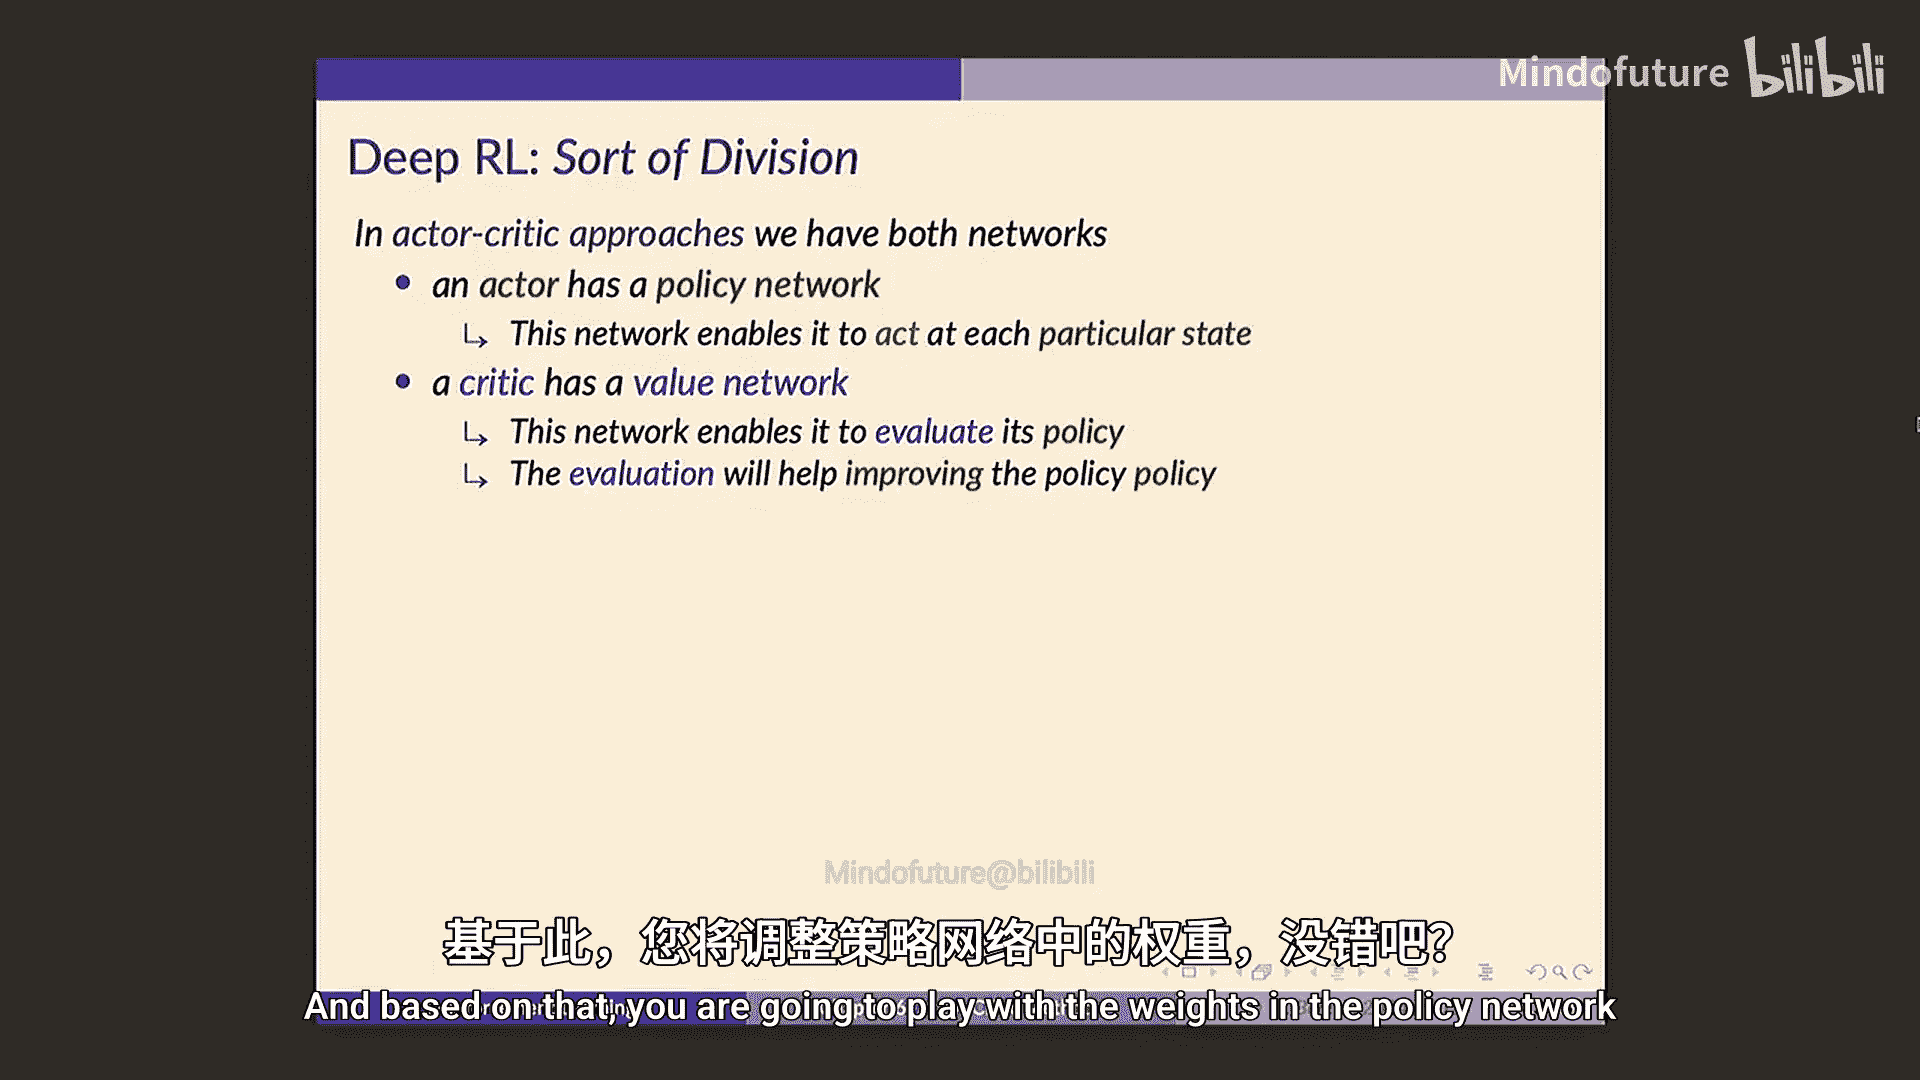 Mindofuture bilibili
Deep RL: Sort of Division
In actor-critic approaches we have both networks
• an actor has a policy network
↳ This network enables it to act at each particular state
• a critic has a value network
↳ This network enables it to evaluate its policy
↳ The evaluation will help improving the policy policy
Mindofuture@bilibili
基于此，您将调整策略网络中的权重，没错吧？
And based on that, you are going to play with the weights in the policy network